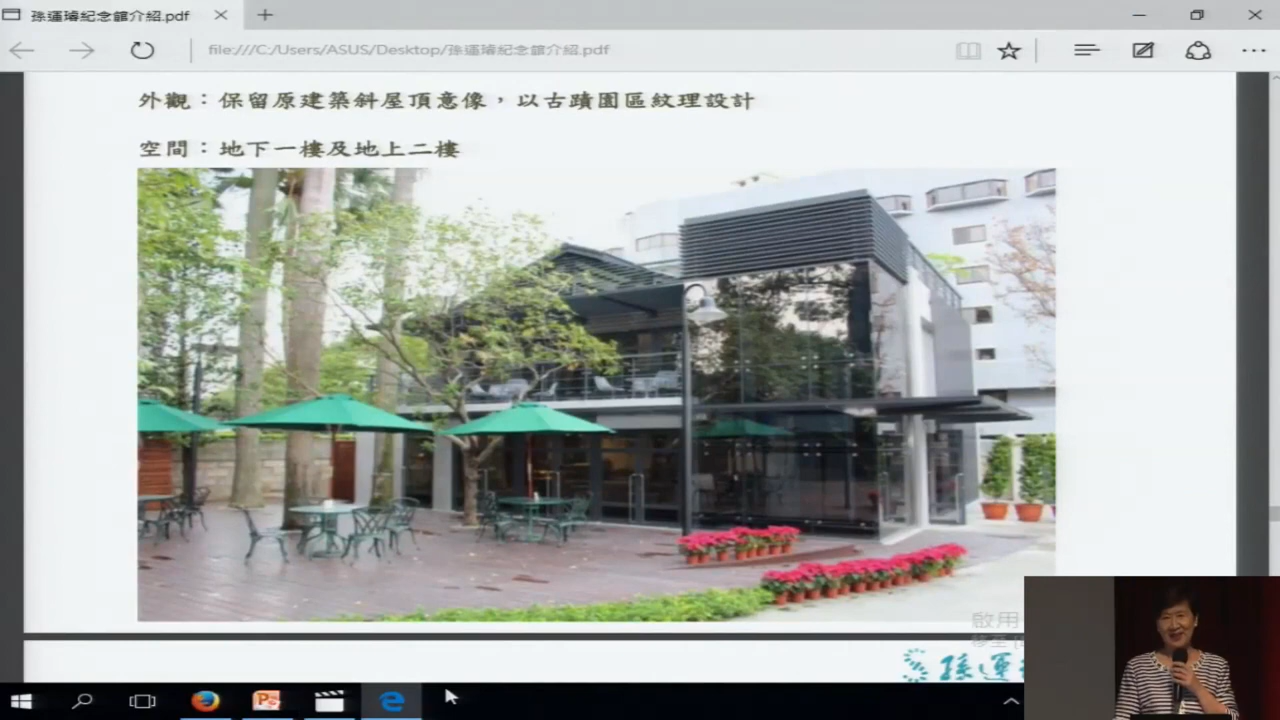 孫運璿紀念館介紹.pdf
file:///C:/Users/ASUS/Desktop/孫運璿紀念館介紹.pdf
外觀：保留原建築斜屋頂意像，以古蹟園區紋理設計
空間：地下一樓及地上二樓
啟用
移至
孫運